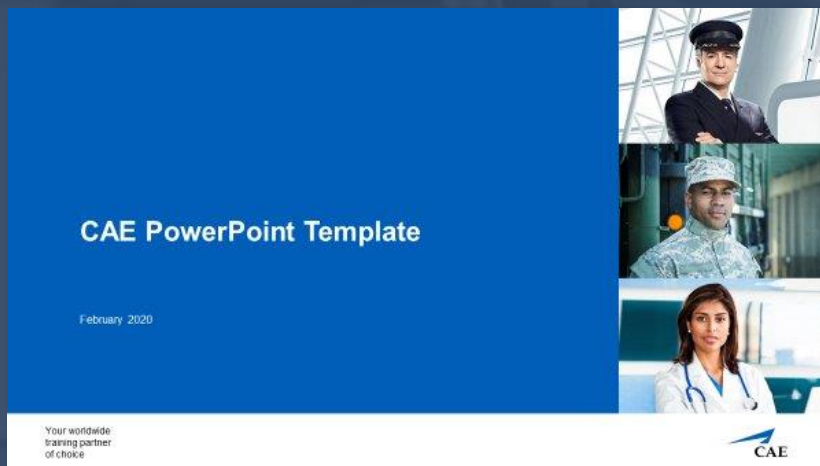 CAE PowerPoint Template
February 2020
Your worldwide
training partner
of choice
CAE